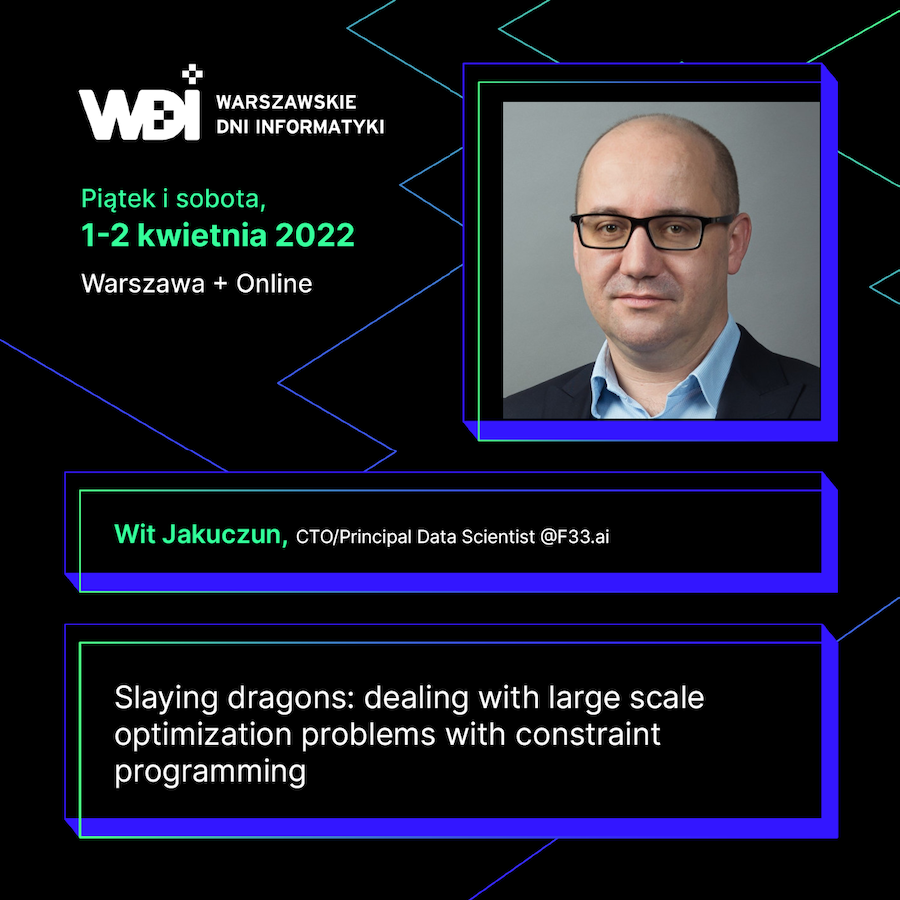 WDI WARSZAWSKIE
DNI INFORMATYKI
Piątek i sobota,
1-2 kwietnia 2022
Warszawa + Online
Wit Jakuczun, CTO/Principal Data Scientist @F33.ai
Slaying dragons: dealing with large scale
optimization problems with constraint
programming